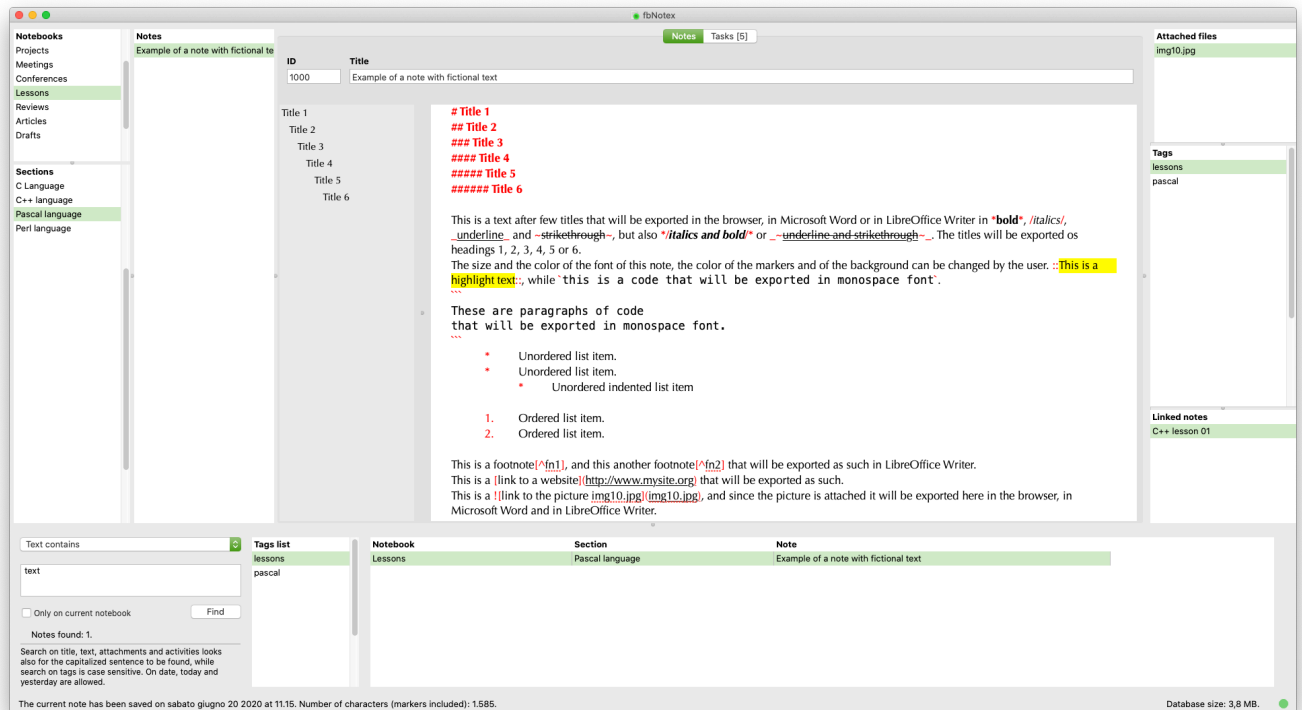 fbNotex
Notebooks
Projects
Meetings
Conferences
Lessons
Reviews
Articles
Drafts
Sections
C Language
C++ language
Pascal language
Perl language
Notes
Example of a note with fictional te
Notes Tasks [5]
ID Title
1000 Example of a note with fictional text
Title 1
Title 2
Title 3
Title 4
Title 5
Title 6
# Title 1
## Title 2
### Title 3
#### Title 4
##### Title 5
###### Title 6
This is a text after few titles that will be exported in the browser, in Microsoft Word or in LibreOffice Writer in *bold*, /italics/,
_underline_ and ~strikethrough~, but also */italics and bold/* or _~underline and strikethrough~_. The titles will be exported os
headings 1, 2, 3, 4, 5 or 6.
The size and the color of the font of this note, the color of the markers and of the background can be changed by the user. ::This is a
highlight text::, while `this is a code that will be exported in monospace font`.
```
These are paragraphs of code
that will be exported in monospace font.
```
* Unordered list item.
* Unordered list item.
* Unordered indented list item
1. Ordered list item.
2. Ordered list item.
This is a footnote[^fn1], and this another footnote[^fn2] that will be exported as such in LibreOffice Writer.
This is a [link to a website](http://www.mysite.org) that will be exported as such.
This is a ![link to the picture img10.jpg](img10.jpg), and since the picture is attached it will be exported here in the browser, in
Microsoft Word and in LibreOffice Writer.
Attached files
img10.jpg
Tags
lessons
pascal
Linked notes
C++ lesson 01
Text contains
text
Only on current notebook Find
Notes found: 1.
Search on title, text, attachments and activities looks
also for the capitalized sentence to be found, while
search on tags is case sensitive. On date, today and
yesterday are allowed.
Tags list
lessons
pascal
Notebook Section Note
Lessons Pascal language Example of a note with fictional text
The current note has been saved on sabato giugno 20 2020 at 11.15. Number of characters (markers included): 1.585.
Database size: 3,8 MB.